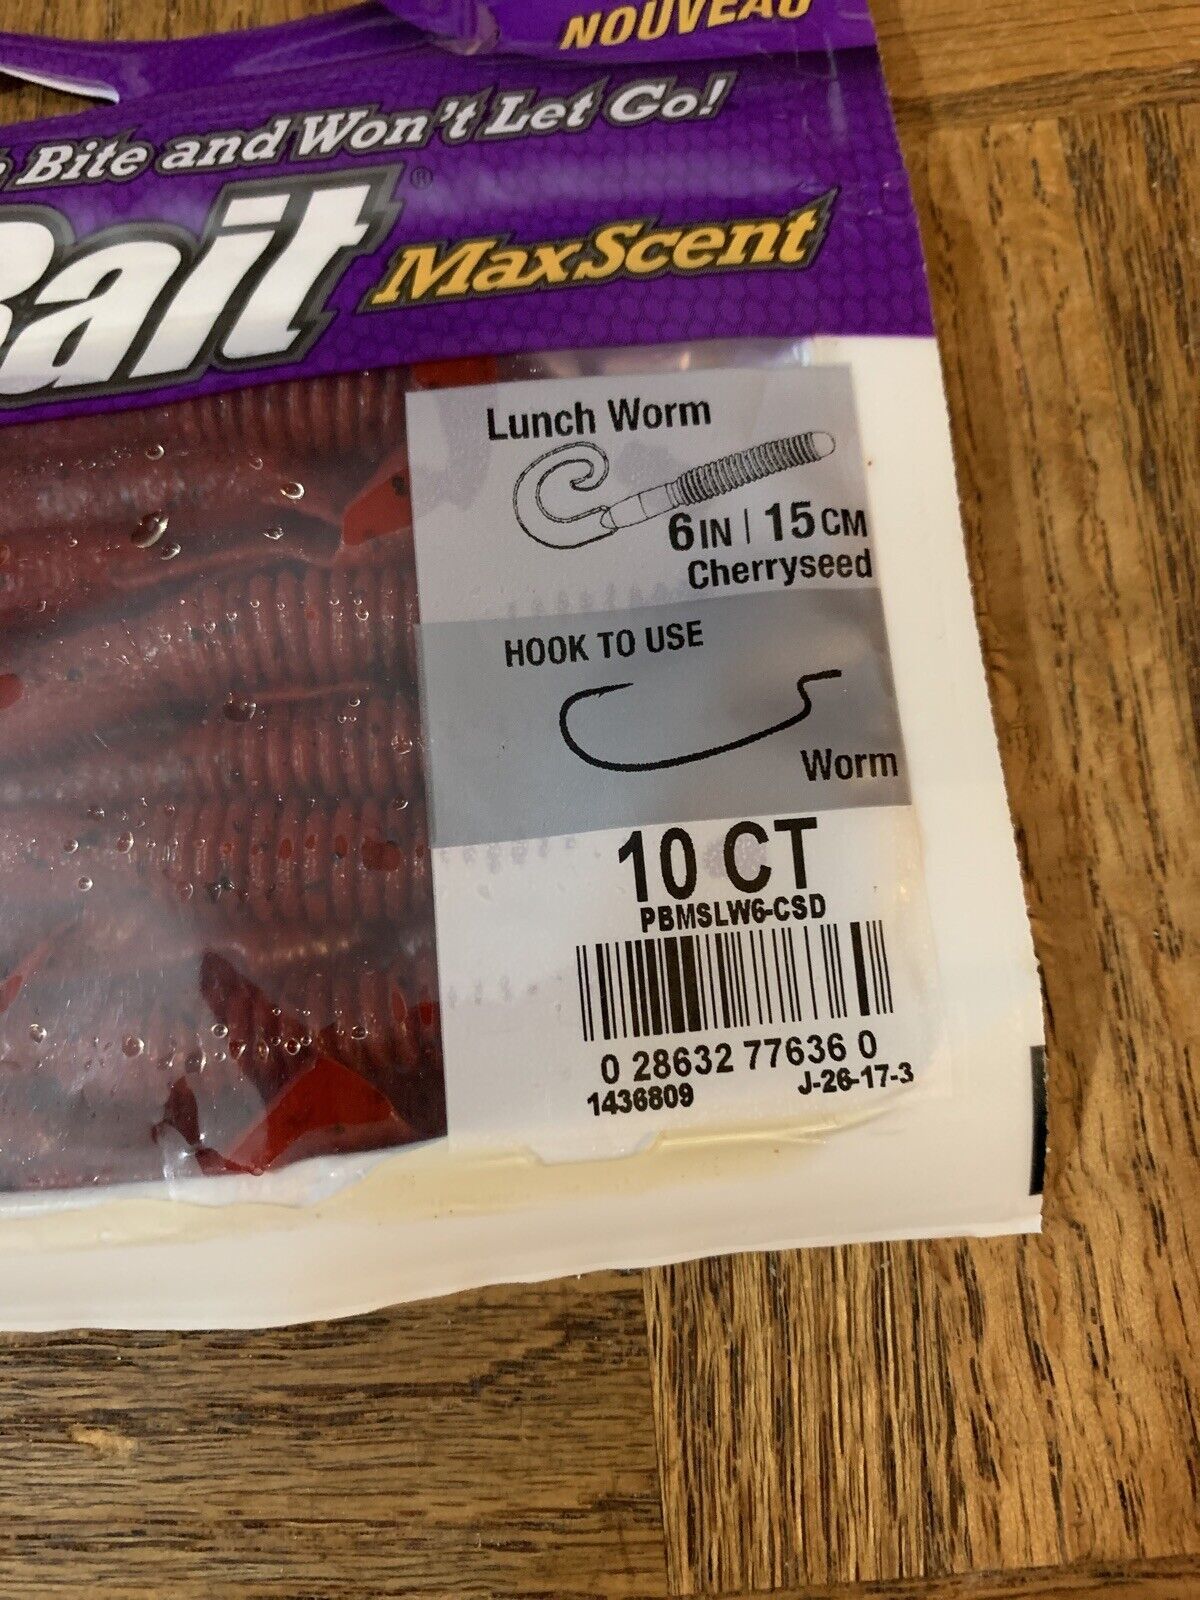 NOUVEAU
Bite and Won't Let Go!
Bait® MaxScent
Lunch Worm
6IN | 15CM
Cherryseed
HOOK TO USE
Worm
10 CT
PBMSLW6-CSD
0 28632 77636 0
1436809 J-26-17-3